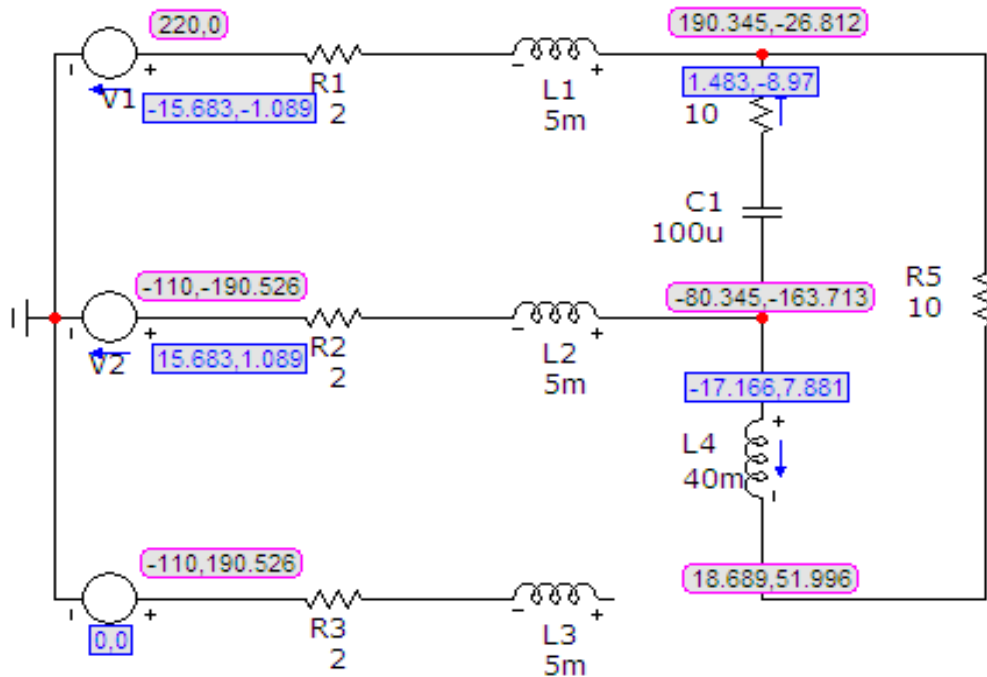 220,0
190.345,-26.812
- + - +
V1
-15.683,-1.089
R1
2
L1
5m
1.483,-8.97
10
C1
100u
R5
10
-110,-190.526
-80.345,-163.713
- + - +
V2
15.683,1.089
R2
2
L2
5m
-17.166,7.881
+
L4
40m
-
-110,190.526
18.689,51.996
- + - +
0,0
R3
2
L3
5m